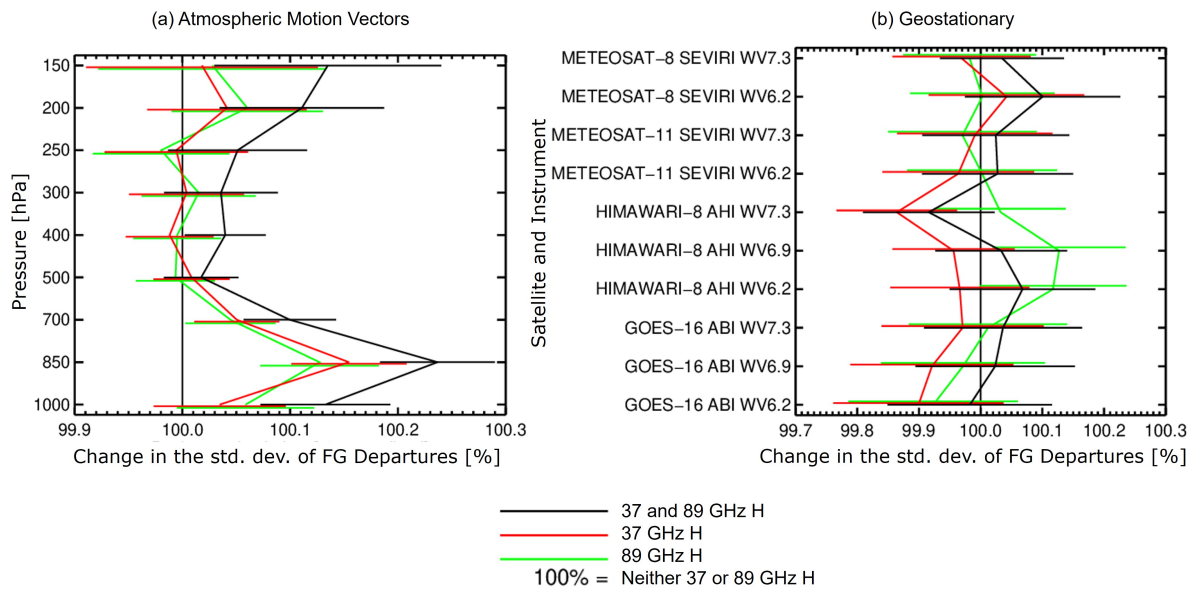 (a) Atmospheric Motion Vectors
(b) Geostationary
Pressure [hPa]
150
200
250
300
400
500
700
850
1000
99.9 100.0 100.1 100.2 100.3
Change in the std. dev. of FG Departures [%]
Satellite and Instrument
METEOSAT-8 SEVIRI WV7.3
METEOSAT-8 SEVIRI WV6.2
METEOSAT-11 SEVIRI WV7.3
METEOSAT-11 SEVIRI WV6.2
HIMAWARI-8 AHI WV7.3
HIMAWARI-8 AHI WV6.9
HIMAWARI-8 AHI WV6.2
GOES-16 ABI WV7.3
GOES-16 ABI WV6.9
GOES-16 ABI WV6.2
99.7 99.8 99.9 100.0 100.1 100.2 100.3
Change in the std. dev. of FG Departures [%]
37 and 89 GHz H
37 GHz H
89 GHz H
100% = Neither 37 or 89 GHz H